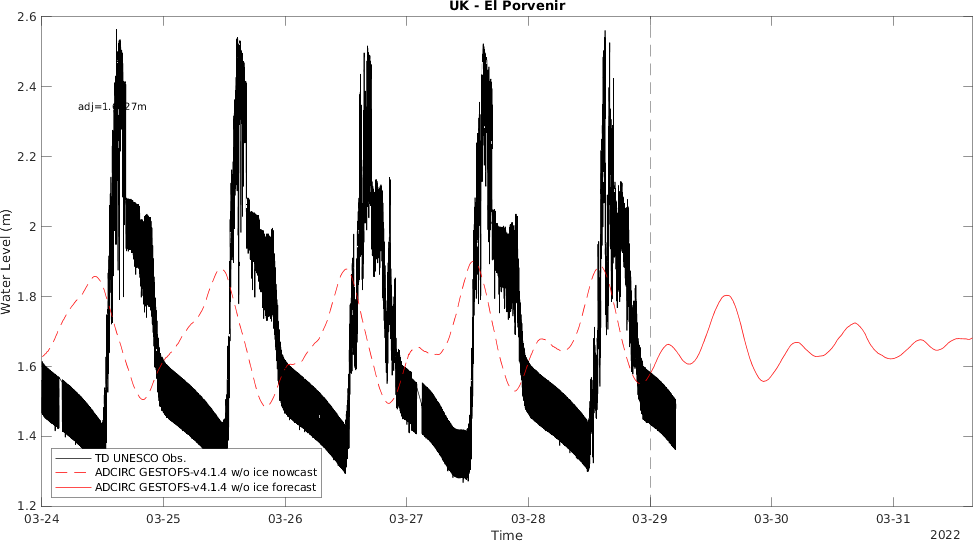 UK - El Porvenir
2.6
2.4
2.2
2
1.8
1.6
1.4
1.2
Water Level (m)
TD UNESCO Obs.
ADCIRC GESTOFS-v4.1.4 w/o ice nowcast
ADCIRC GESTOFS-v4.1.4 w/o ice forecast
03-24
03-25
03-26
03-27
03-28
03-29
03-30
03-31
Time
2022